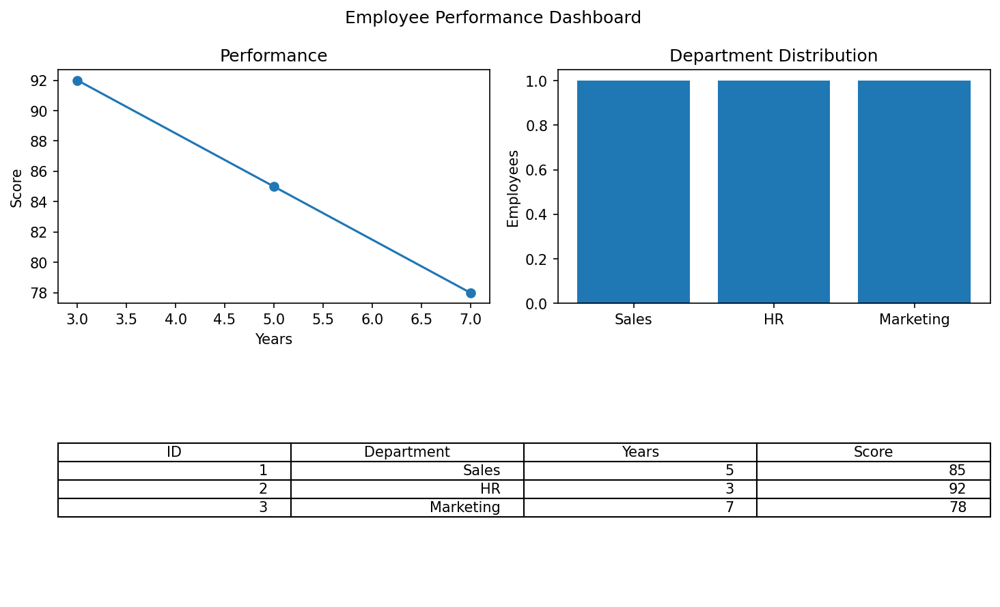 Employee Performance Dashboard
Performance
92
90
88
86
84
82
80
78
Score
3.0 3.5 4.0 4.5 5.0 5.5 6.0 6.5 7.0
Years
Department Distribution
1.0
0.8
0.6
0.4
0.2
0.0
Employees
Sales HR Marketing
ID Department Years Score
1 Sales 5 85
2 HR 3 92
3 Marketing 7 78